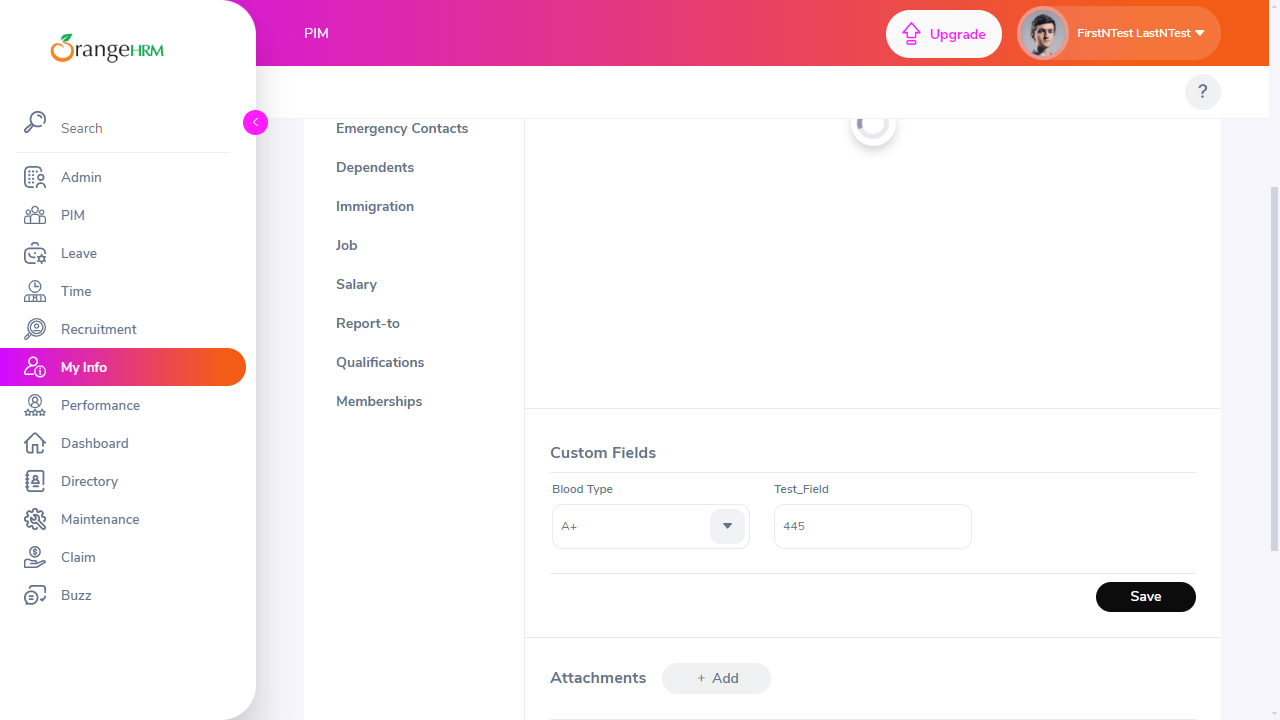 OrangeHRM
Search
Admin
PIM
Leave
Time
Recruitment
My Info
Performance
Dashboard
Directory
Maintenance
Claim
Buzz
PIM
Upgrade
FirstNTest LastNTest
?
Emergency Contacts
Dependents
Immigration
Job
Salary
Report-to
Qualifications
Memberships
Custom Fields
Blood Type
Test_Field
A+
445
Save
Attachments
+ Add